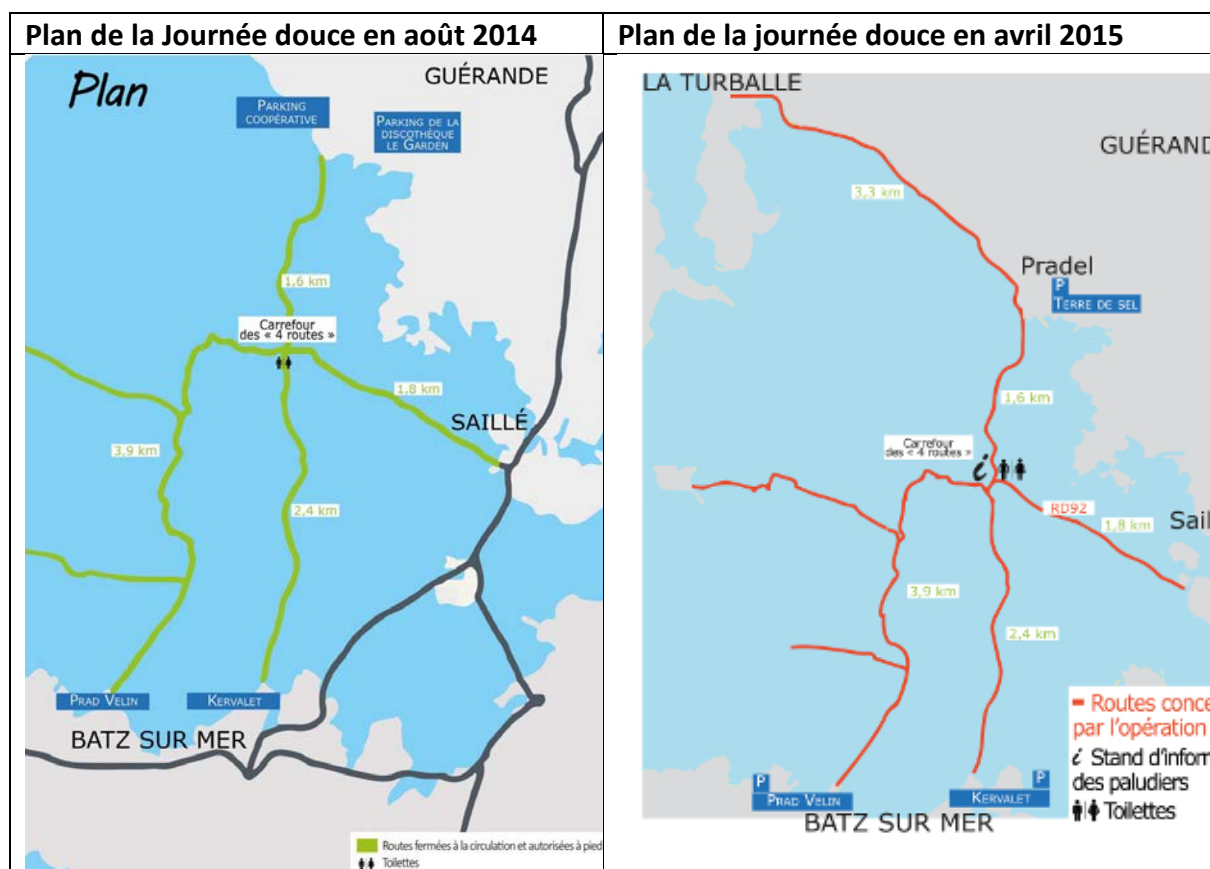 Plan de la Journée douce en août 2014
Plan
GUÉRANDE
PARKING
COOPÉRATIVE
PARKING DE LA
DISCOTHÈQUE
LE GARDEN
1,6 km
Carrefour
des « 4 routes »
1,8 km
SAILLÉ
3,9 km
2,4 km
PRAD VELIN
KERVALET
BATZ SUR MER
Routes fermées à la circulation et autorisées à pied
Toilettes
Plan de la journée douce en avril 2015
LA TURBALLE
GUÉRAND
3,3 km
Pradel
P
TERRE DE SEL
1,6 km
Carrefour
des « 4 routes »
i
RD92
1,8 km
Sail
3,9 km
2,4 km
Routes conce
par l'opération
i Stand d'inform
des paludiers
Toilettes
P
PRAD VELIN
KERVALET
P
BATZ SUR MER